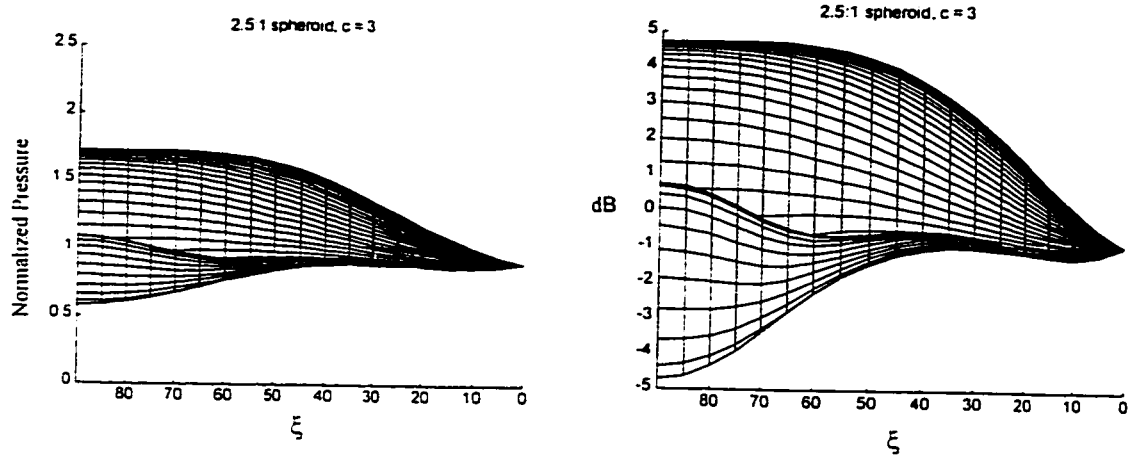 2.5 1 spheroid, c = 3
2 5
2
1 5
1
0 5
0
Normalized Pressure
80 70 60 50 40 30 20 10 0
ξ
2.5:1 spheroid, c = 3
5
4
3
2
1
0
-1
-2
-3
-4
-5
dB
80 70 60 50 40 30 20 10 0
ξ